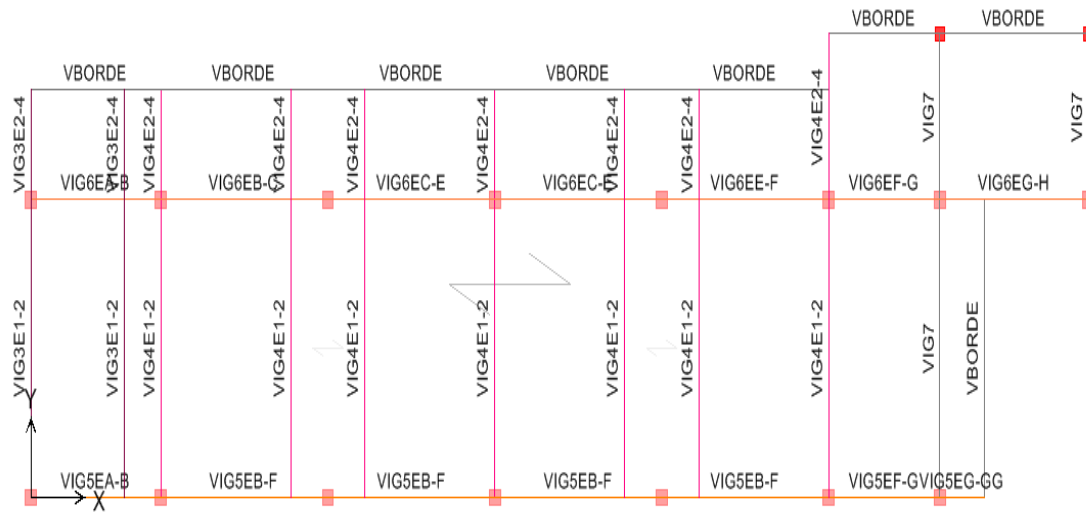 VBORDE VBORDE
VBORDE VBORDE VBORDE VBORDE VBORDE
VIG3E2-4 VIG3E2-4 VIG4E2-4 VIG4E2-4 VIG4E2-4 VIG4E2-4 VIG4E2-4 VIG4E2-4 VIG4E2-4 VIG7 VIG7
VIG6EA-B VIG6EB-C VIG6EC-E VIG6EC-E VIG6EE-F VIG6EF-G VIG6EG-H
VIG3E1-2 VIG3E1-2 VIG4E1-2 VIG4E1-2 VIG4E1-2 VIG4E1-2 VIG4E1-2 VIG4E1-2 VIG4E1-2 VIG7 VBORDE
Y
X
VIG5EA-B VIG5EB-F VIG5EB-F VIG5EB-F VIG5EB-F VIG5EF-G VIG5EG-GG